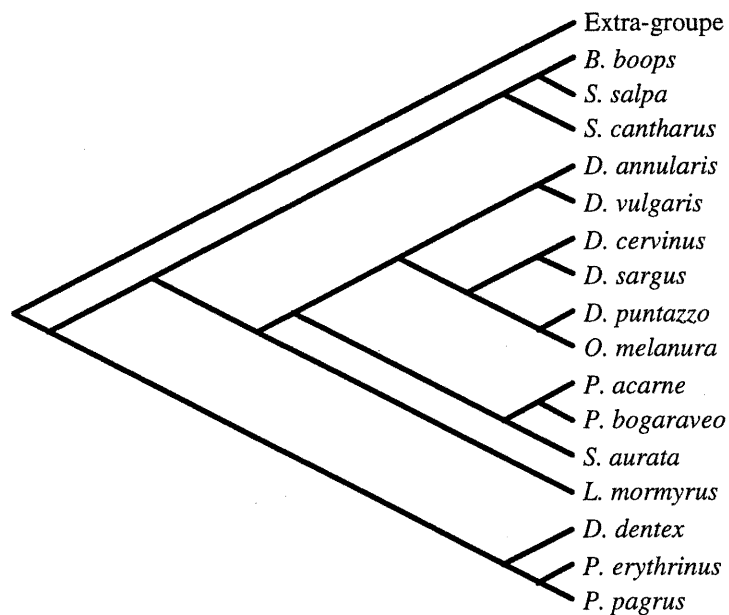 Extra-groupe
B. boops
S. salpa
S. cantharus
D. annularis
D. vulgaris
D. cervinus
D. sargus
D. puntazzo
O. melanura
P. acarne
P. bogaraveo
S. aurata
L. mormyrus
D. dentex
P. erythrinus
P. pagrus